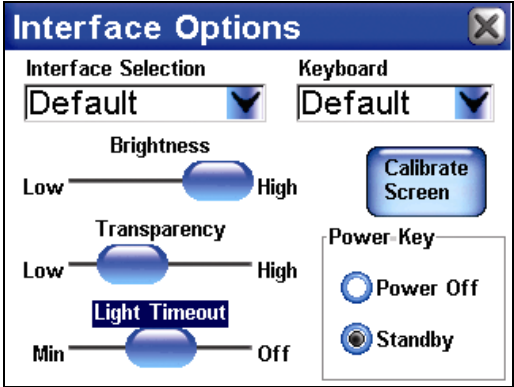 Interface Options
Interface Selection
Keyboard
Default
Default
Brightness
Low
High
Calibrate
Screen
Transparency
Low
High
Power Key
Power Off
Light Timeout
Standby
Min
Off